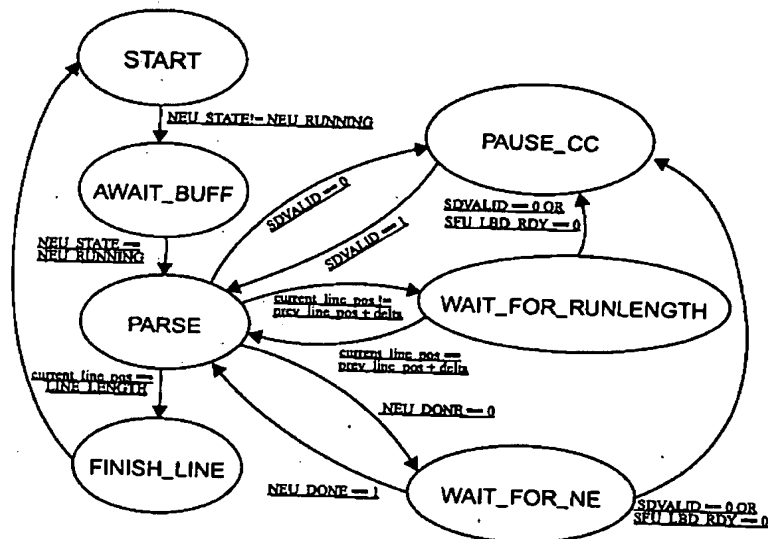 START
NEU_STATE!= NEU_RUNNING
PAUSE_CC
AWAIT_BUFF
SDVALID == 0
SDVALID == 1
SDVALID == 0 OR
SFU_LBD_RDY == 0
NEU_STATE ==
NEU_RUNNING
PARSE
current_line_pos !=
prev_line_pos + delta
WAIT_FOR_RUNLENGTH
current_line_pos ==
prev_line_pos + delta
current_line_pos ==
LINE_LENGTH
NEU_DONE == 0
FINISH_LINE
NEU_DONE == 1
WAIT_FOR_NE
SDVALID == 0 OR
SFU_LBD_RDY == 0